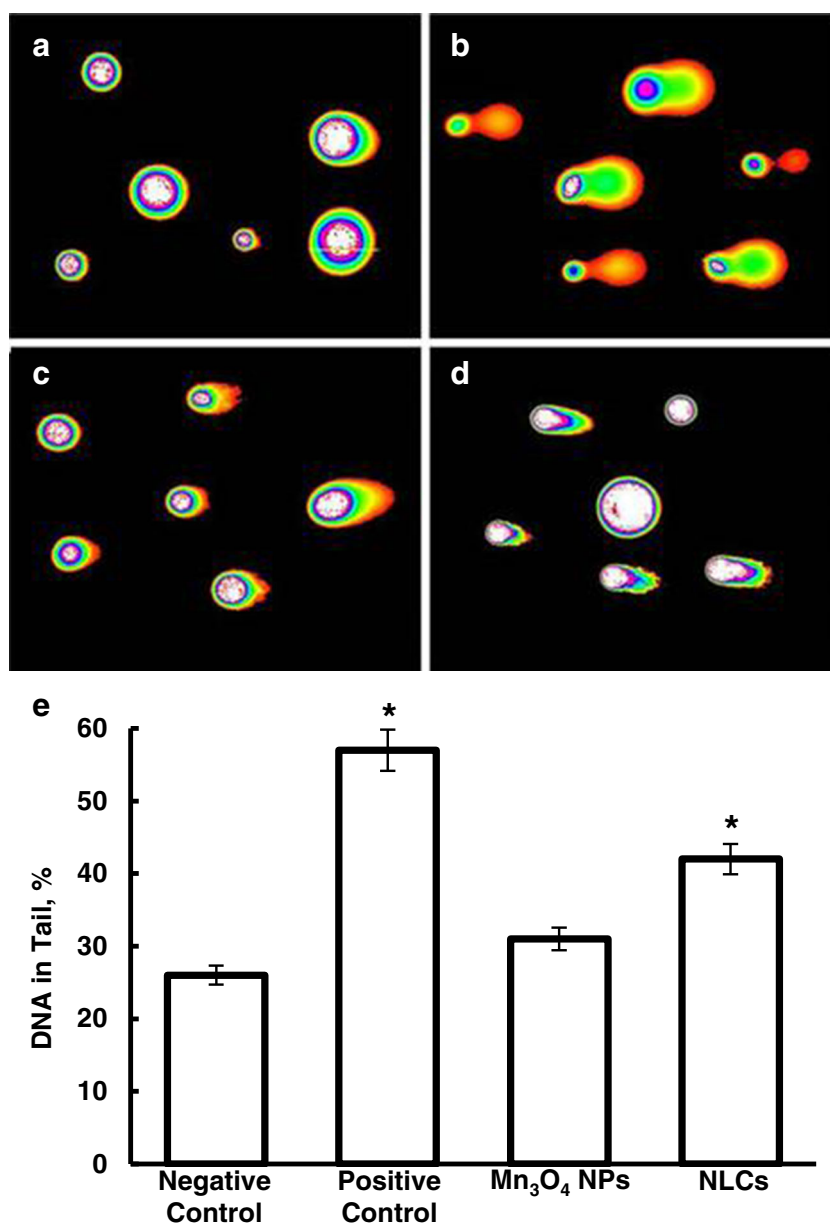 a
b
c
d
e
60
50
40
30
20
10
0
DNA in Tail, %
*
*
Negative Control
Positive Control
Mn₃O₄ NPs
NLCs